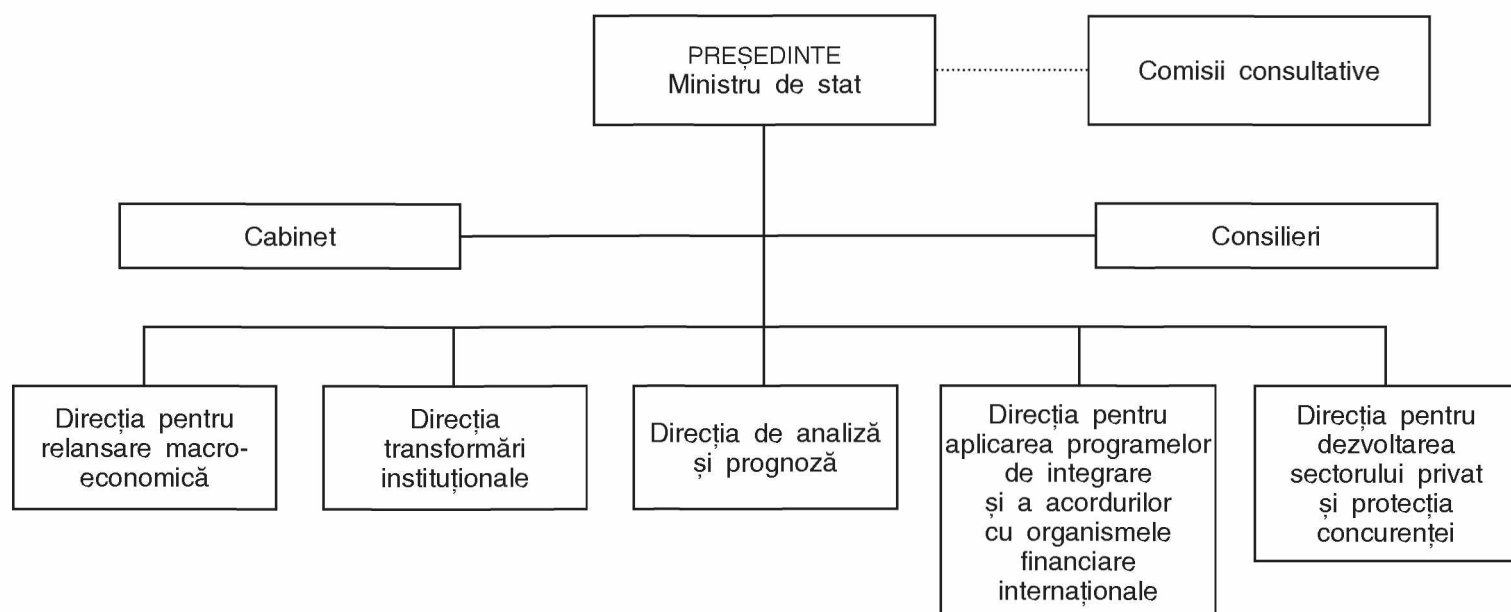 PREȘEDINTE
Ministru de stat
Comisii consultative
Cabinet
Consilieri
Direcția pentru
relansare macro-
economică
Direcția
transformări
instituționale
Direcția de analiză
și prognoză
Direcția pentru
aplicarea programelor
de integrare
și a acordurilor
cu organismele
financiare
internaționale
Direcția pentru
dezvoltarea
sectorului privat
și protecția
concurenței